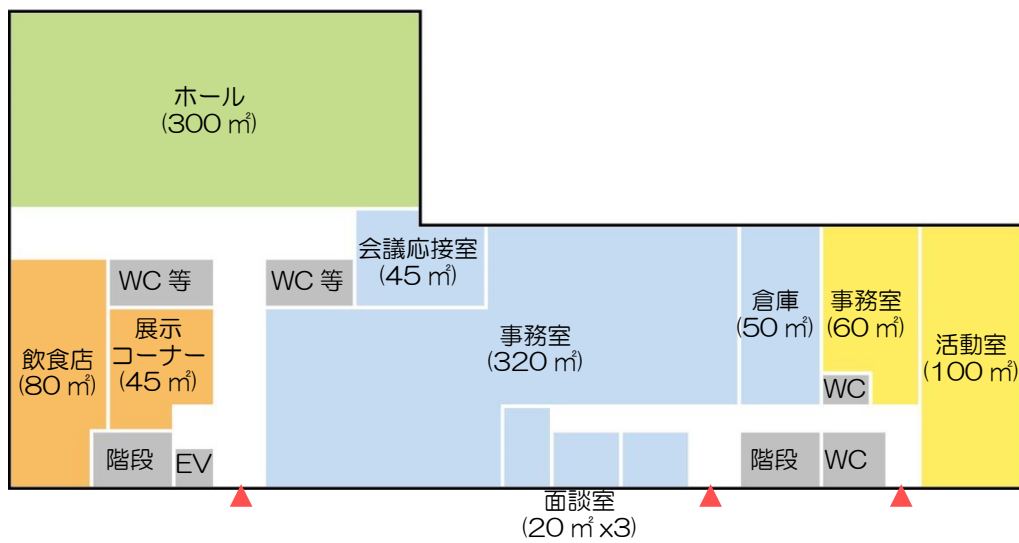 ホール
(300 ㎡)
会議応接室
(45 ㎡)
WC 等
WC 等
展示
コーナー
(45 ㎡)
飲食店
(80 ㎡)
事務室
(320 ㎡)
倉庫
(50 ㎡)
事務室
(60 ㎡)
活動室
(100 ㎡)
WC
階段
EV
階段
WC
面談室
(20 ㎡ x3)